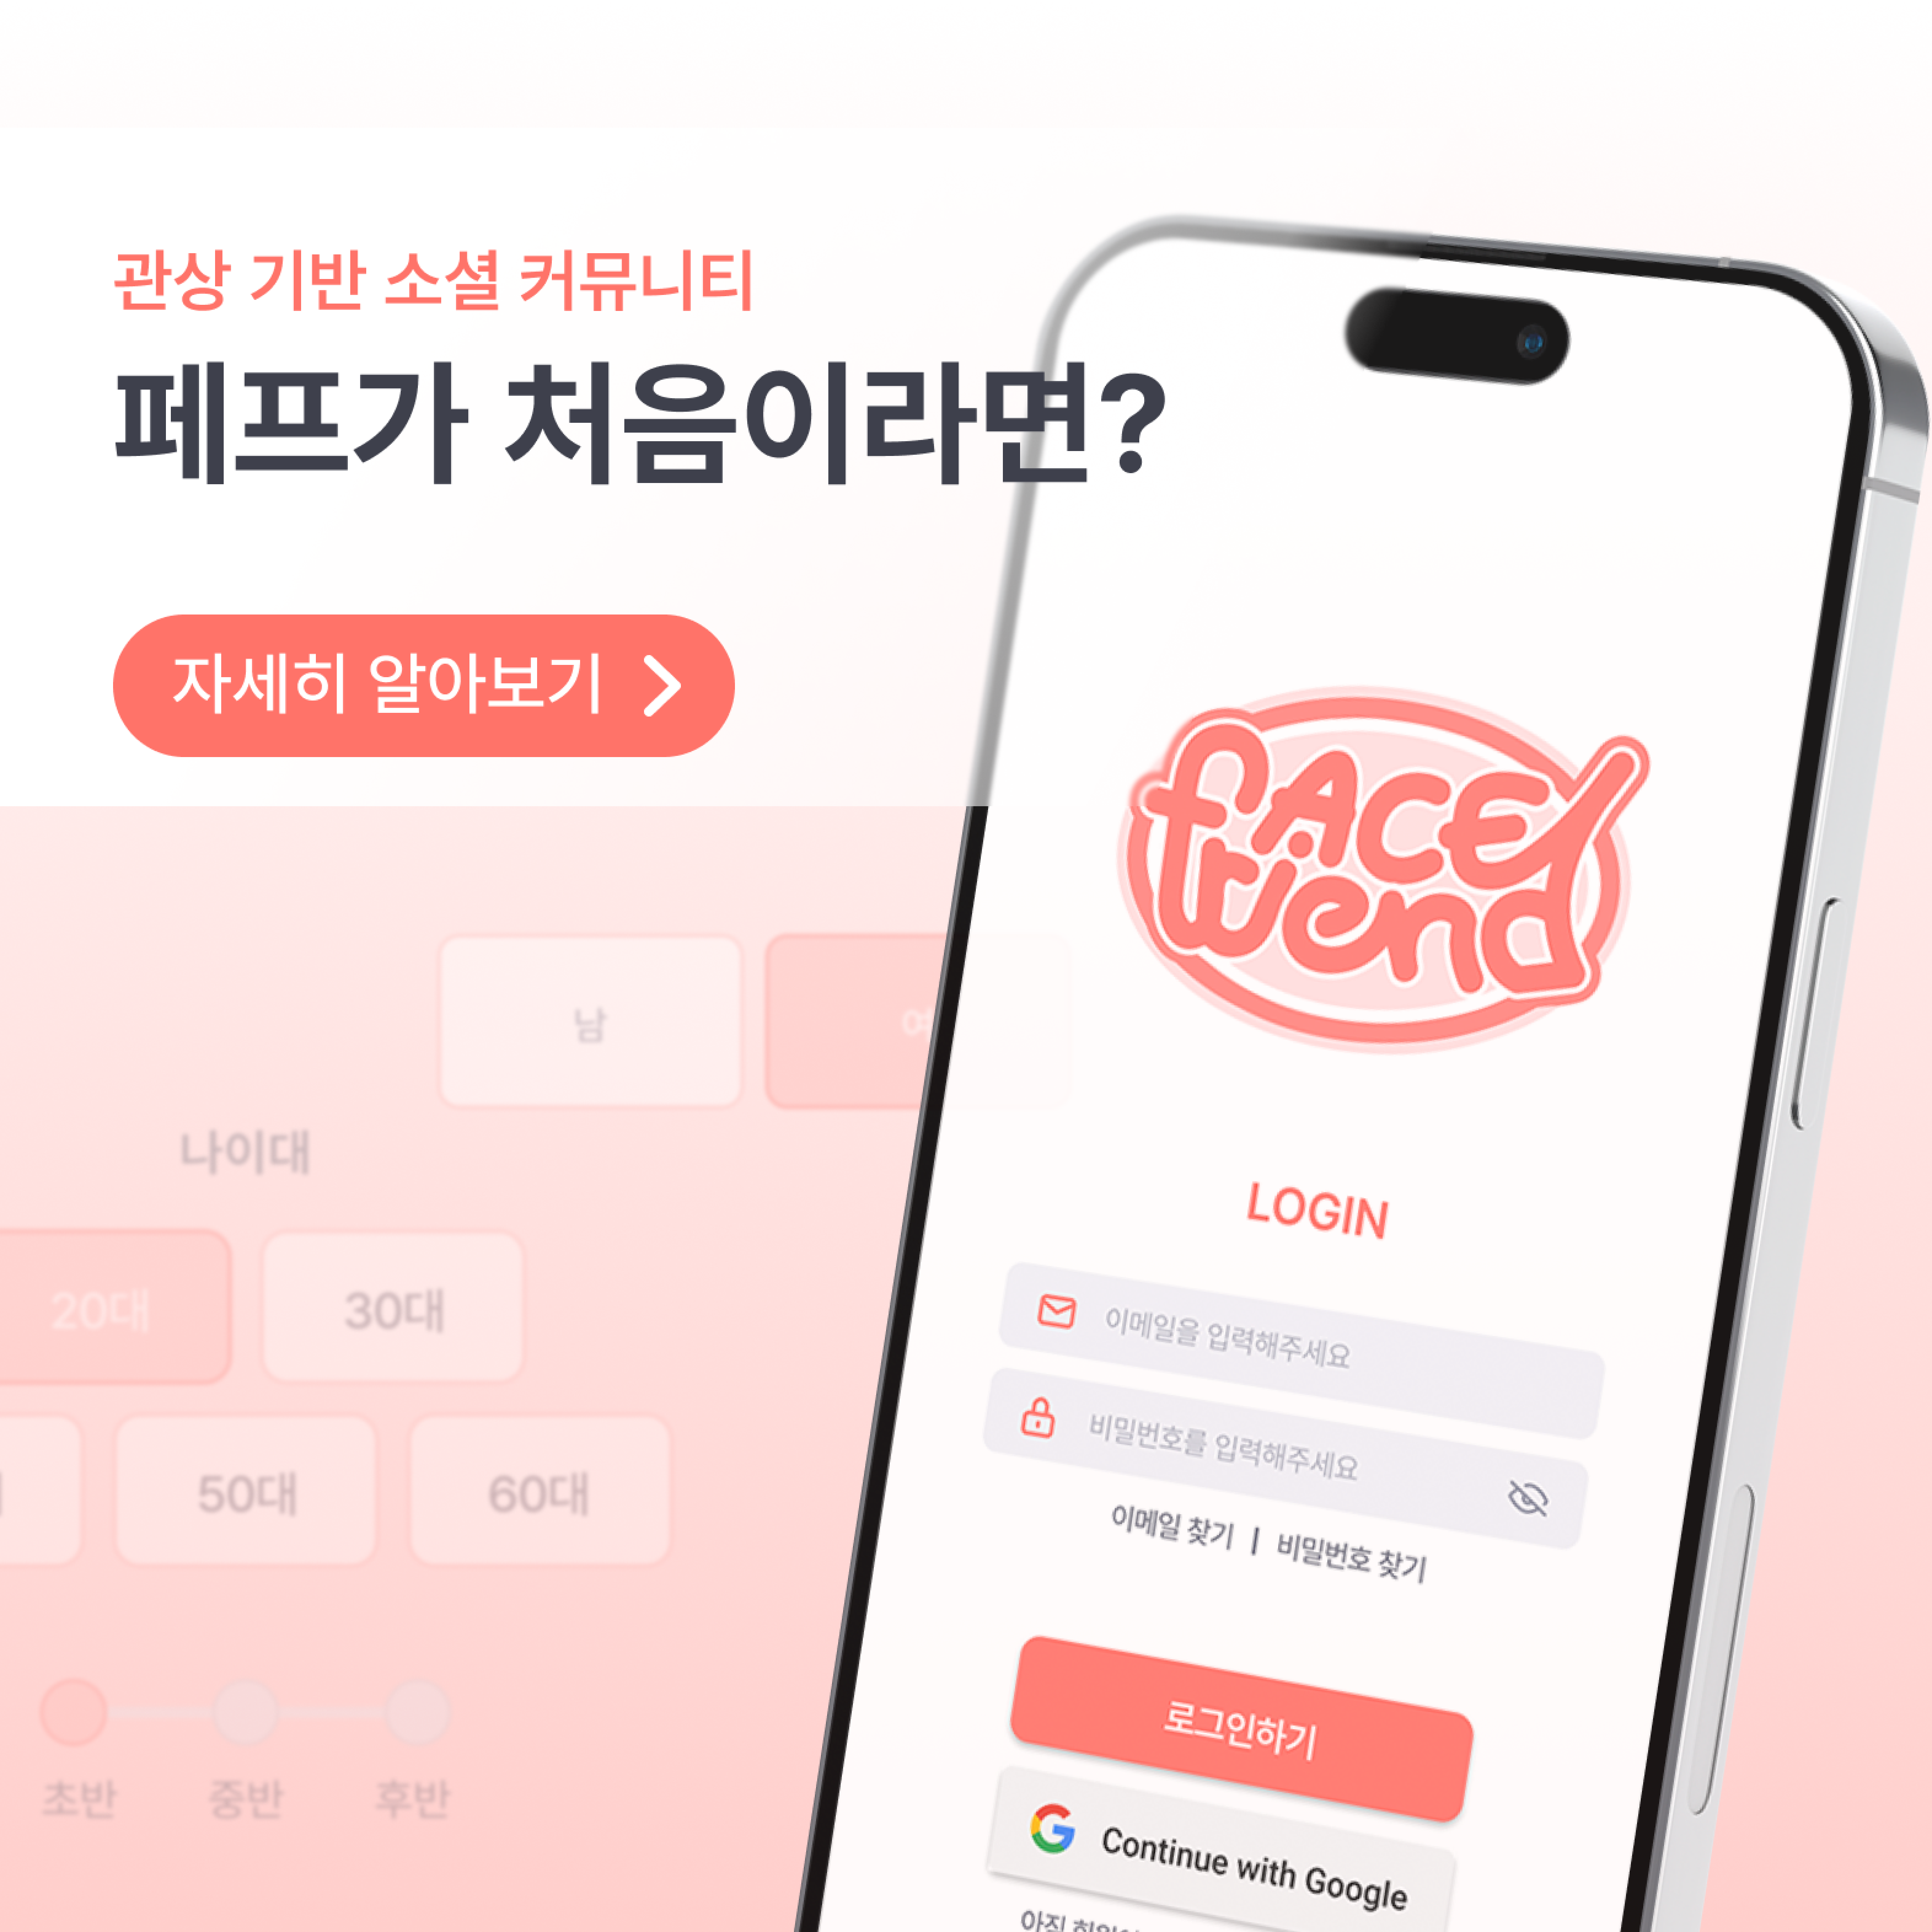 관상 기반 소셜 커뮤니티
페프가 처음이라면?
자세히 알아보기
남
나이대
20대 30대
50대 60대
초반 중반 후반
FACE
friend
LOGIN
이메일을 입력해주세요
비밀번호를 입력해주세요
이메일 찾기 | 비밀번호 찾기
로그인하기
Continue with Google
아직